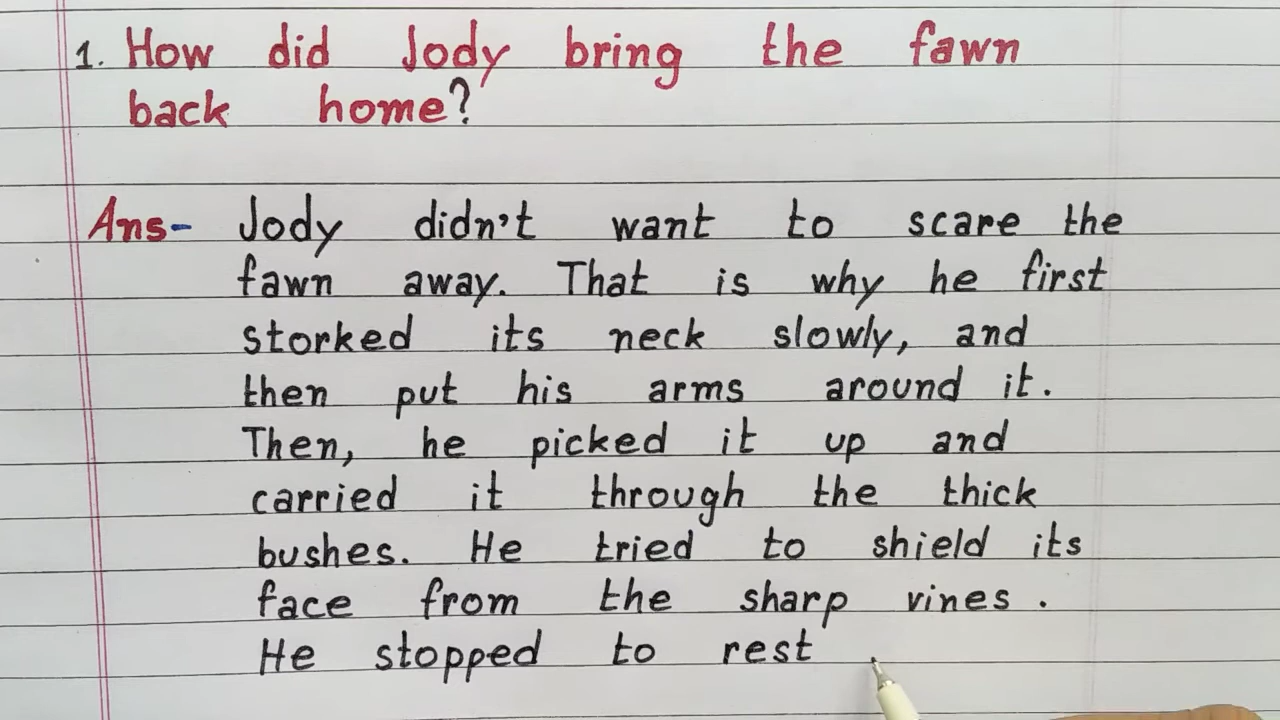 1. How did Jody bring the fawn
back home?
Ans- Jody didn't want to scare the
fawn away. That is why he first
storked its neck slowly, and
then put his arms around it.
Then, he picked it up and
carried it through the thick
bushes. He tried to shield its
face from the sharp vines.
He stopped to rest